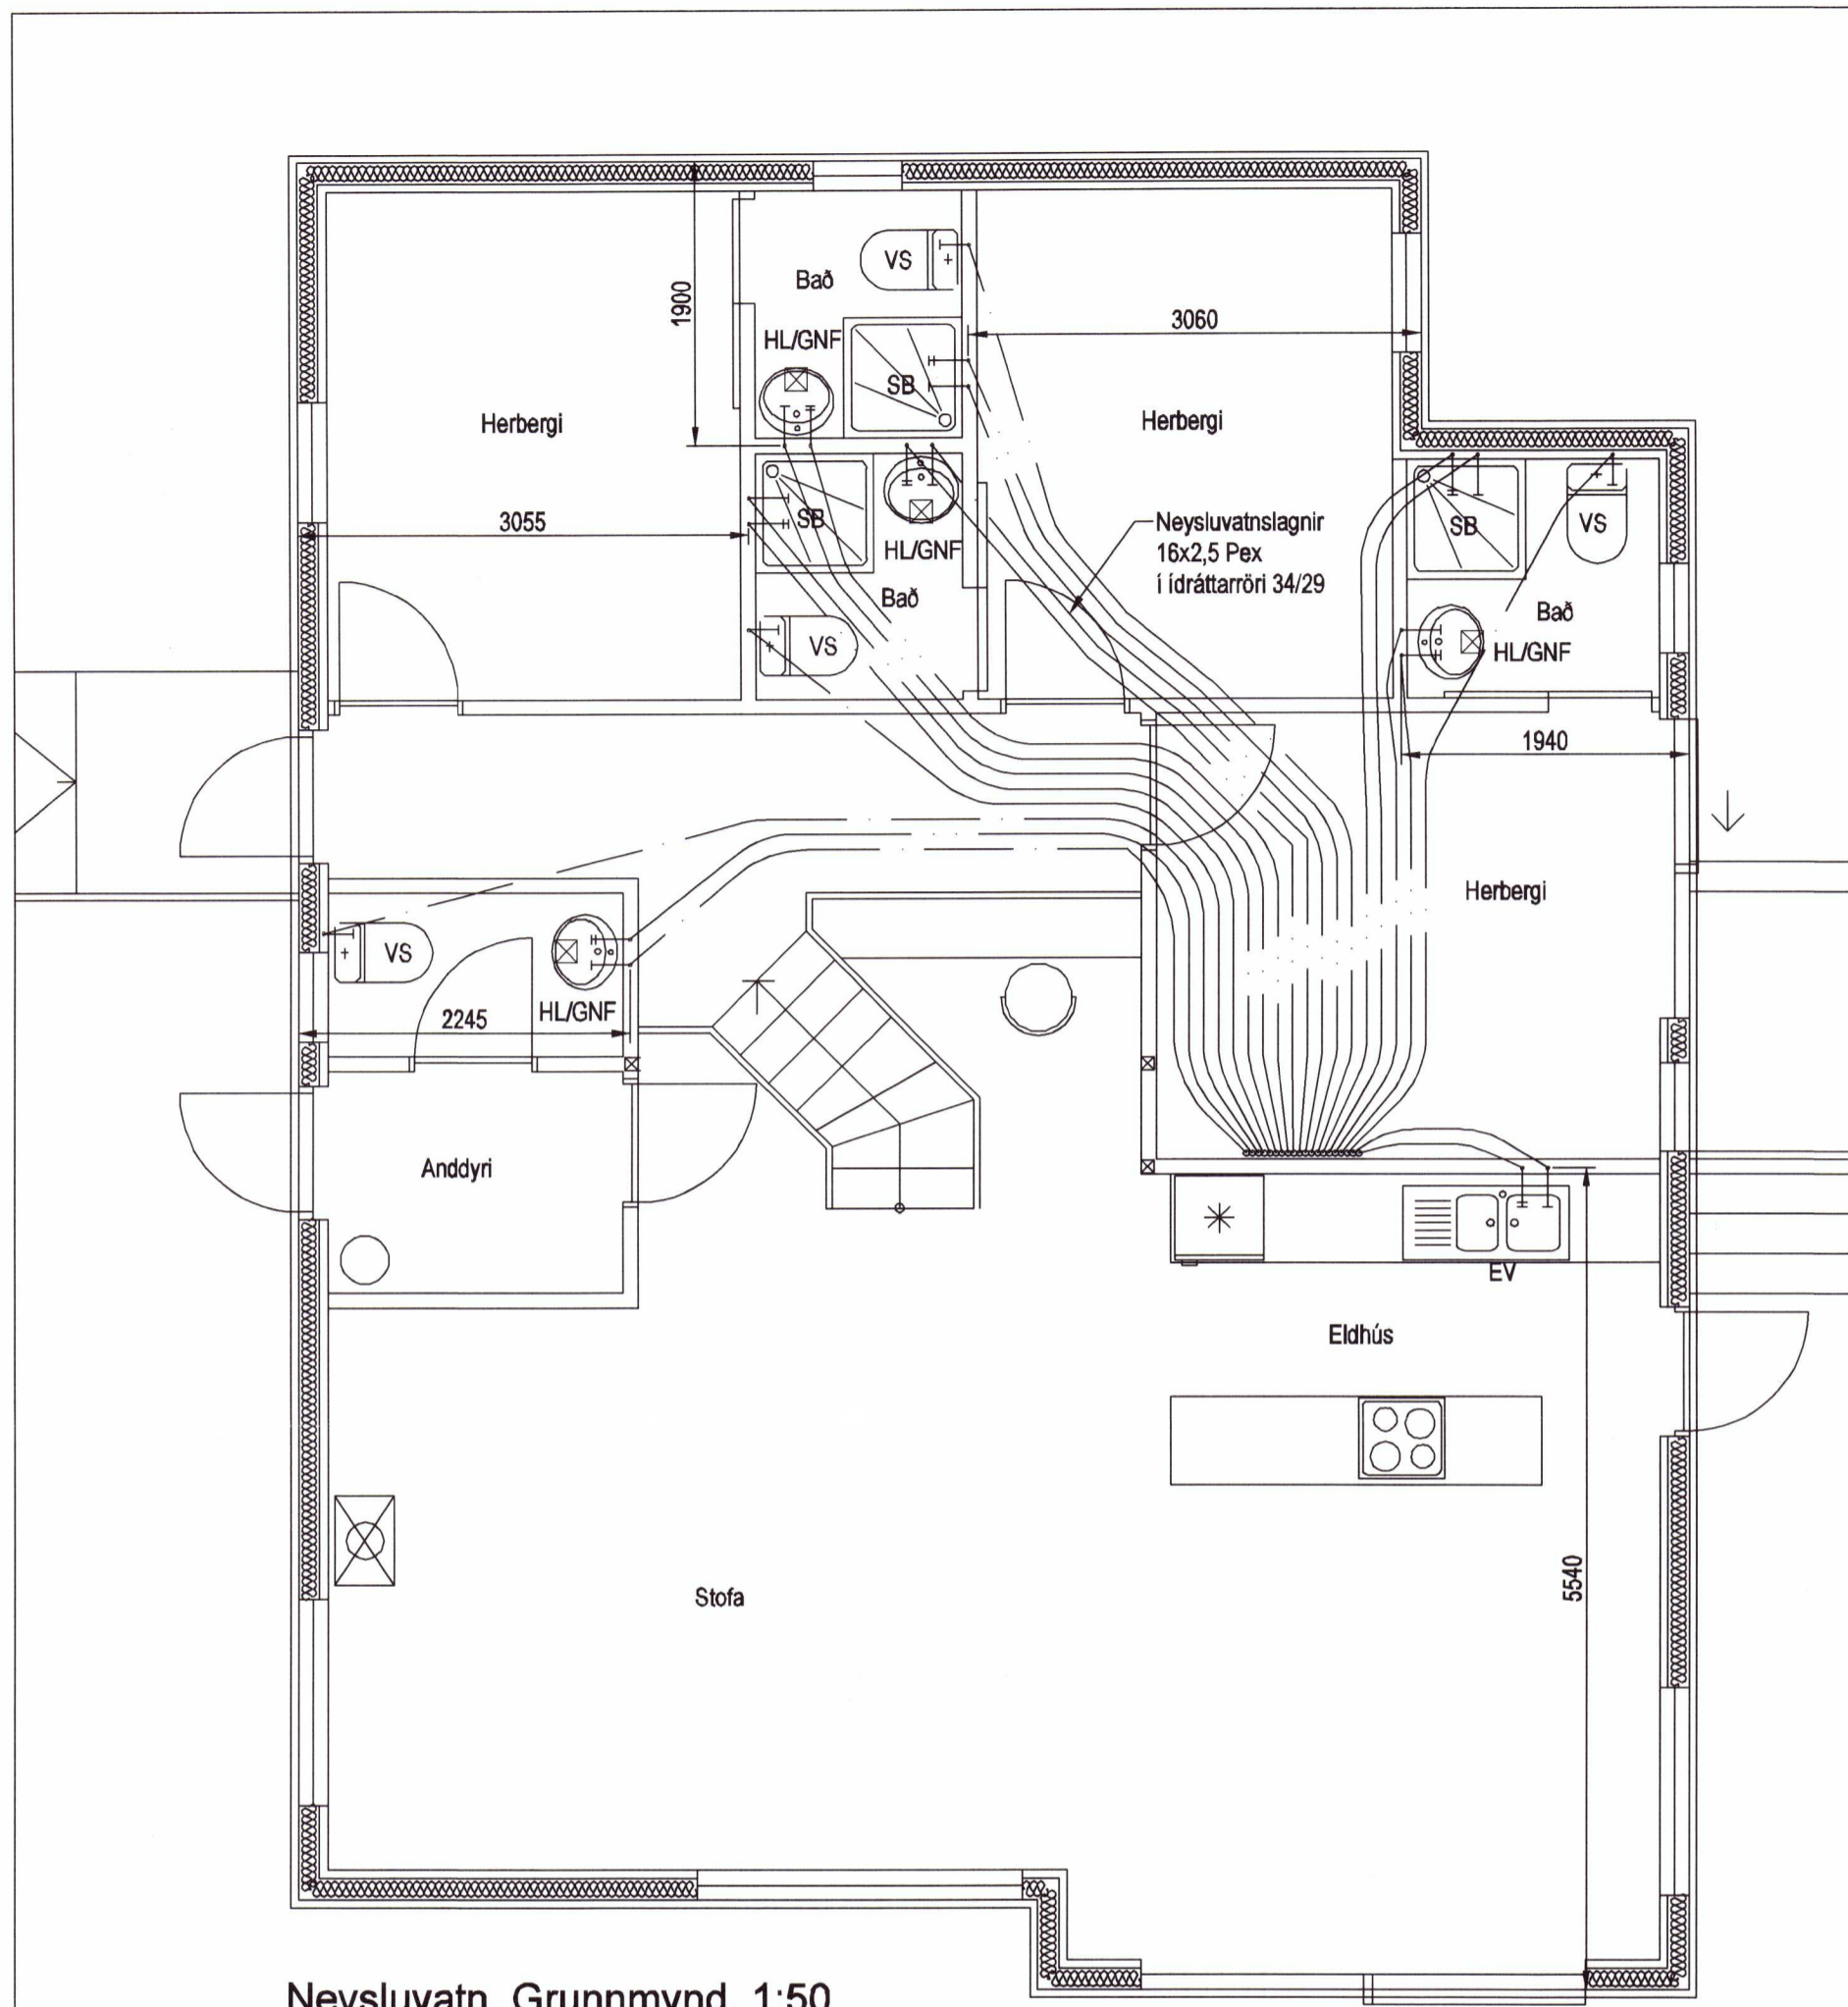 VS
Bað
1900
3060
HL/GNF
SB
Herbergi
Herbergi
3055
SB
HL/GNF
Neysluvatnslagnir
16x2,5 Pex
í ídráttarröri 34/29
SB
VS
Bað
Bað
VS
HL/GNF
1940
Herbergi
VS
HL/GNF
2245
Anddyri
EV
Eldhús
5540
Stofa
Neysluvatn. Grunnmynd. 1:50